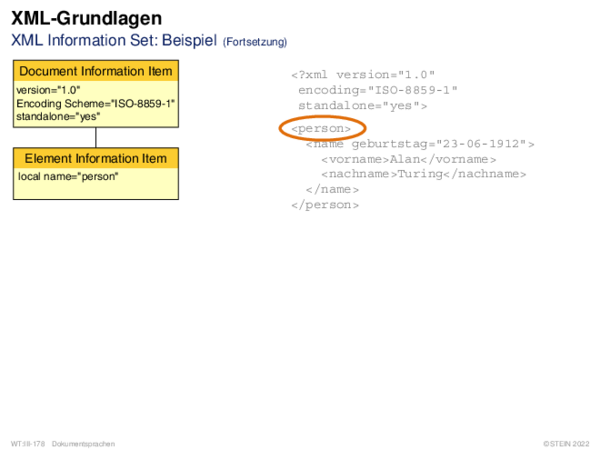 XML-Grundlagen
XML Information Set: Beispiel (Fortsetzung)
Document Information Item
version="1.0"
Encoding Scheme="ISO-8859-1"
standalone="yes"
Element Information Item
local name="person"
<?xml version="1.0"
encoding="ISO-8859-1"
standalone="yes">
<person>
<name geburtstag="23-06-1912">
<vorname>Alan</vorname>
<nachname>Turing</nachname>
</name>
</person>
WT:III-178 Dokumentsprachen
©STEIN 2022